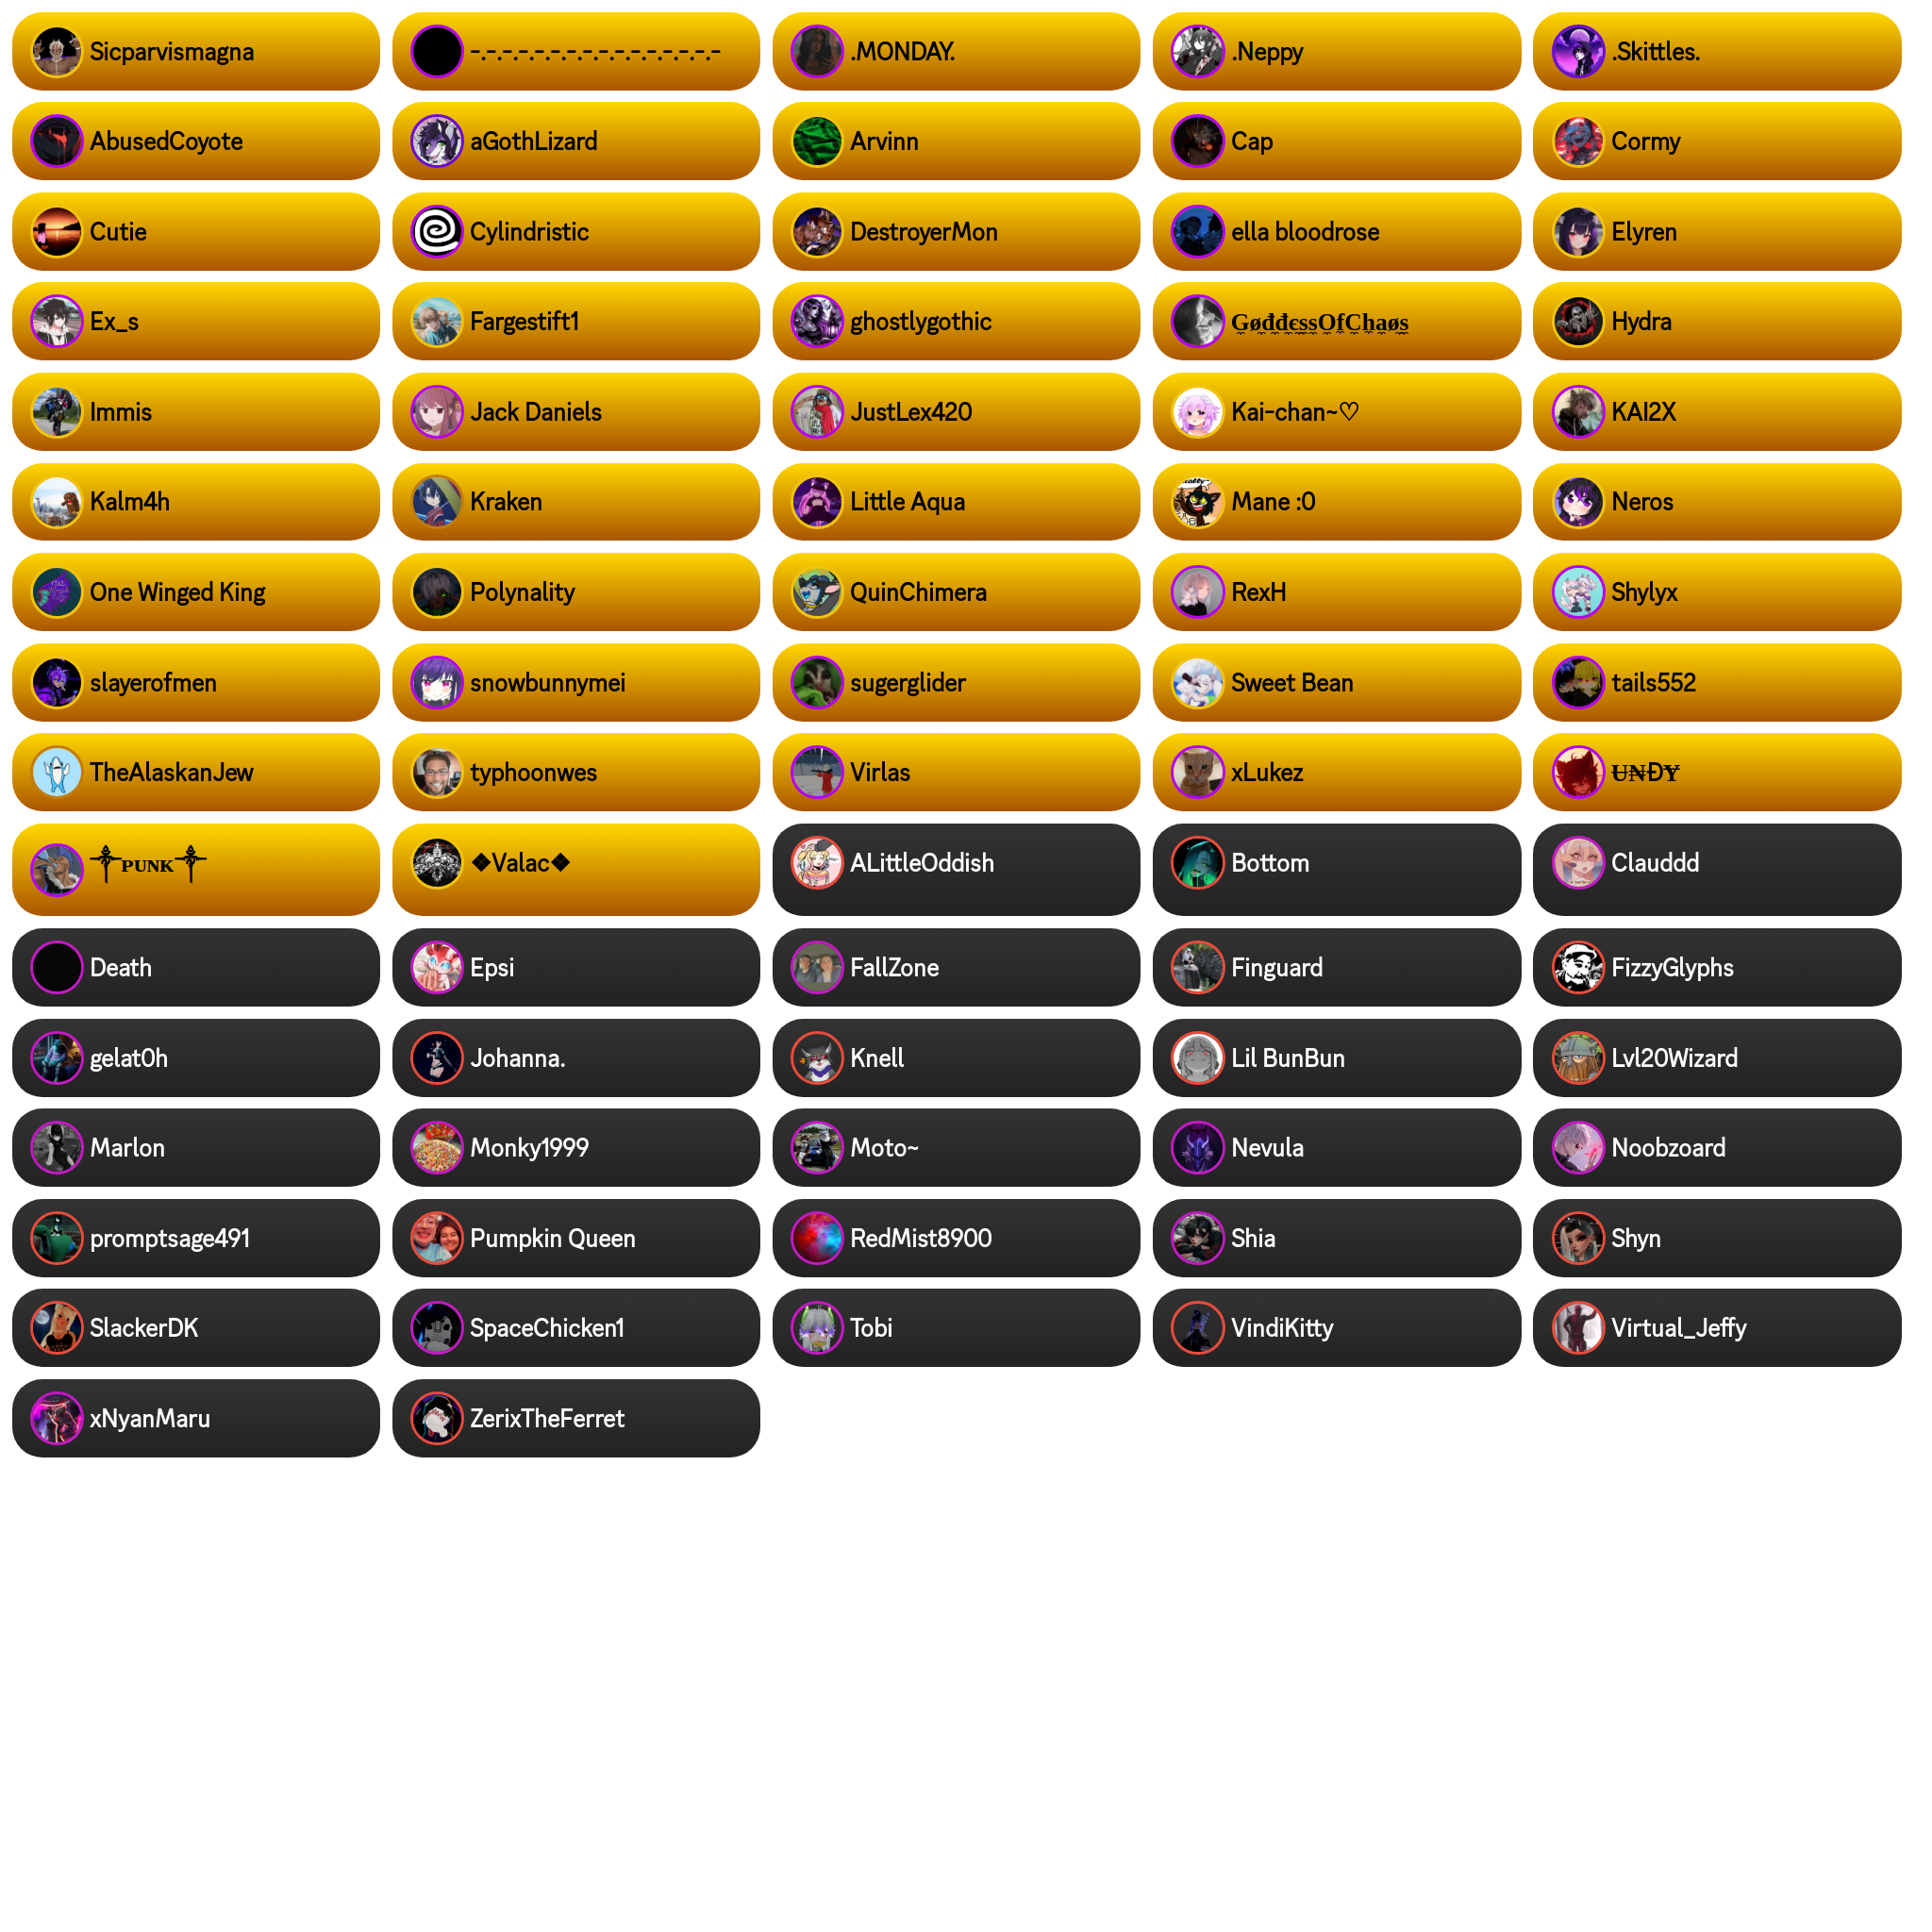 Sicparvismagna
-.-.-.-.-.-.-.-.-.-.-.-.-.-.-.-
.MONDAY.
.Neppy
.Skittles.
AbusedCoyote
aGothLizard
Arvinn
Cap
Cormy
Cutie
Cylindristic
DestroyerMon
ella bloodrose
Elyren
Ex_s
Fargestift1
ghostlygothic
G̰ø̰đ̰đ̰є̰s̰s̰O̰f̰C̰h̰a̰ø̰s̰
Hydra
Immis
Jack Daniels
JustLex420
Kai-chan~♡
KAI2X
Kalm4h
Kraken
Little Aqua
Mane :0
Neros
One Winged King
Polynality
QuinChimera
RexH
Shylyx
slayerofmen
snowbunnymei
sugerglider
Sweet Bean
tails552
TheAlaskanJew
typhoonwes
Virlas
xLukez
U̶N̶ĐY̶
༒ᴘᴜɴᴋ༒
❖Valac❖
ALittleOddish
Bottom
Clauddd
Death
Epsi
FallZone
Finguard
FizzyGlyphs
gelat0h
Johanna.
Knell
Lil BunBun
Lvl20Wizard
Marlon
Monky1999
Moto~
Nevula
Noobzoard
promptsage491
Pumpkin Queen
RedMist8900
Shia
Shyn
SlackerDK
SpaceChicken1
Tobi
VindiKitty
Virtual_Jeffy
xNyanMaru
ZerixTheFerret